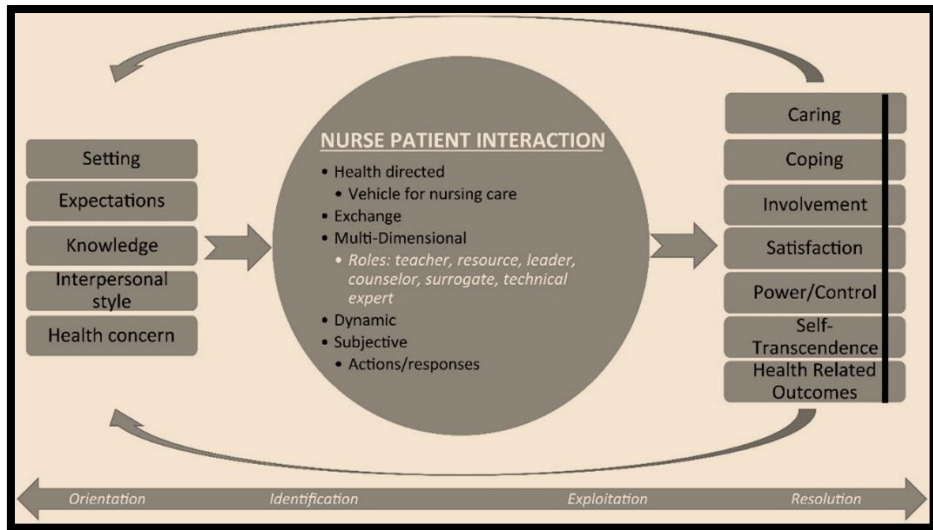 Setting
Expectations
Knowledge
Interpersonal
style
Health concern
NURSE PATIENT INTERACTION
• Health directed
• Vehicle for nursing care
• Exchange
• Multi-Dimensional
• Roles: teacher, resource, leader,
counselor, surrogate, technical
expert
• Dynamic
• Subjective
• Actions/responses
Caring
Coping
Involvement
Satisfaction
Power/Control
Self-
Transcendence
Health Related
Outcomes
Orientation
Identification
Exploitation
Resolution